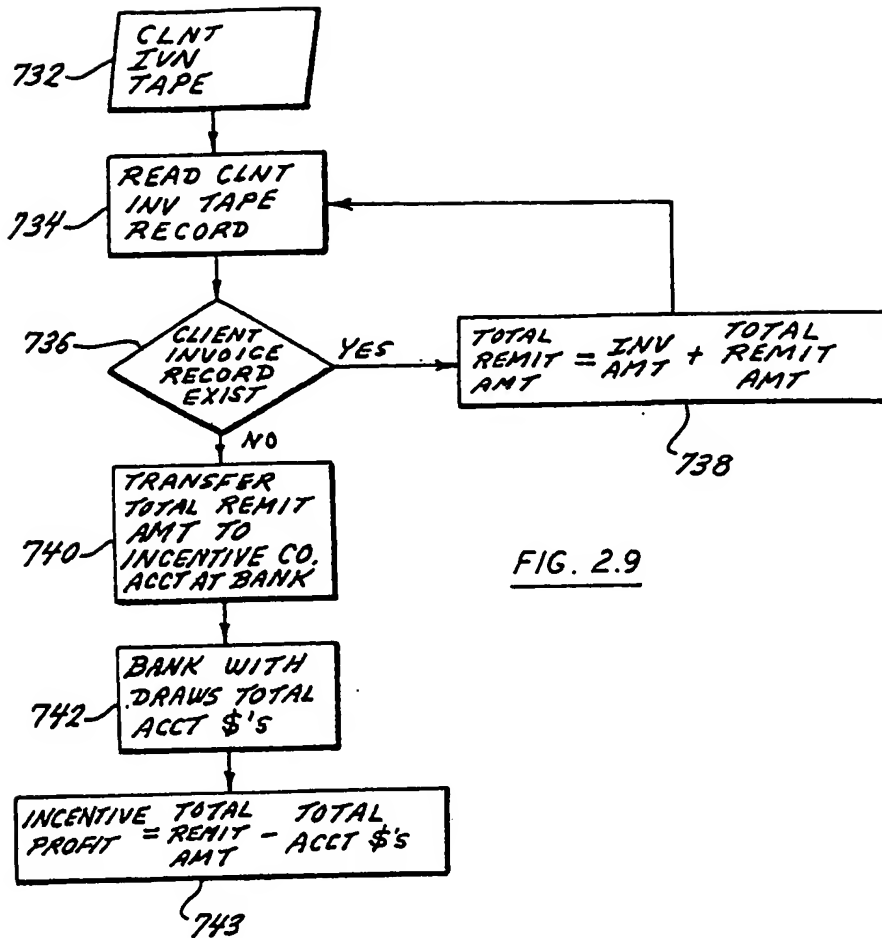 732
CLNT
IVN
TAPE
734
READ CLNT
INV TAPE
RECORD
736
CLIENT
INVOICE
RECORD
EXIST
YES
TOTAL
REMIT
AMT
= INV
AMT
+ TOTAL
REMIT
AMT
738
NO
740
TRANSFER
TOTAL REMIT
AMT TO
INCENTIVE CO.
ACCT AT BANK
FIG. 2.9
742
BANK WITH
DRAWS TOTAL
ACCT $'S
INCENTIVE
PROFIT
= TOTAL
REMIT
AMT
- TOTAL
ACCT $'S
743